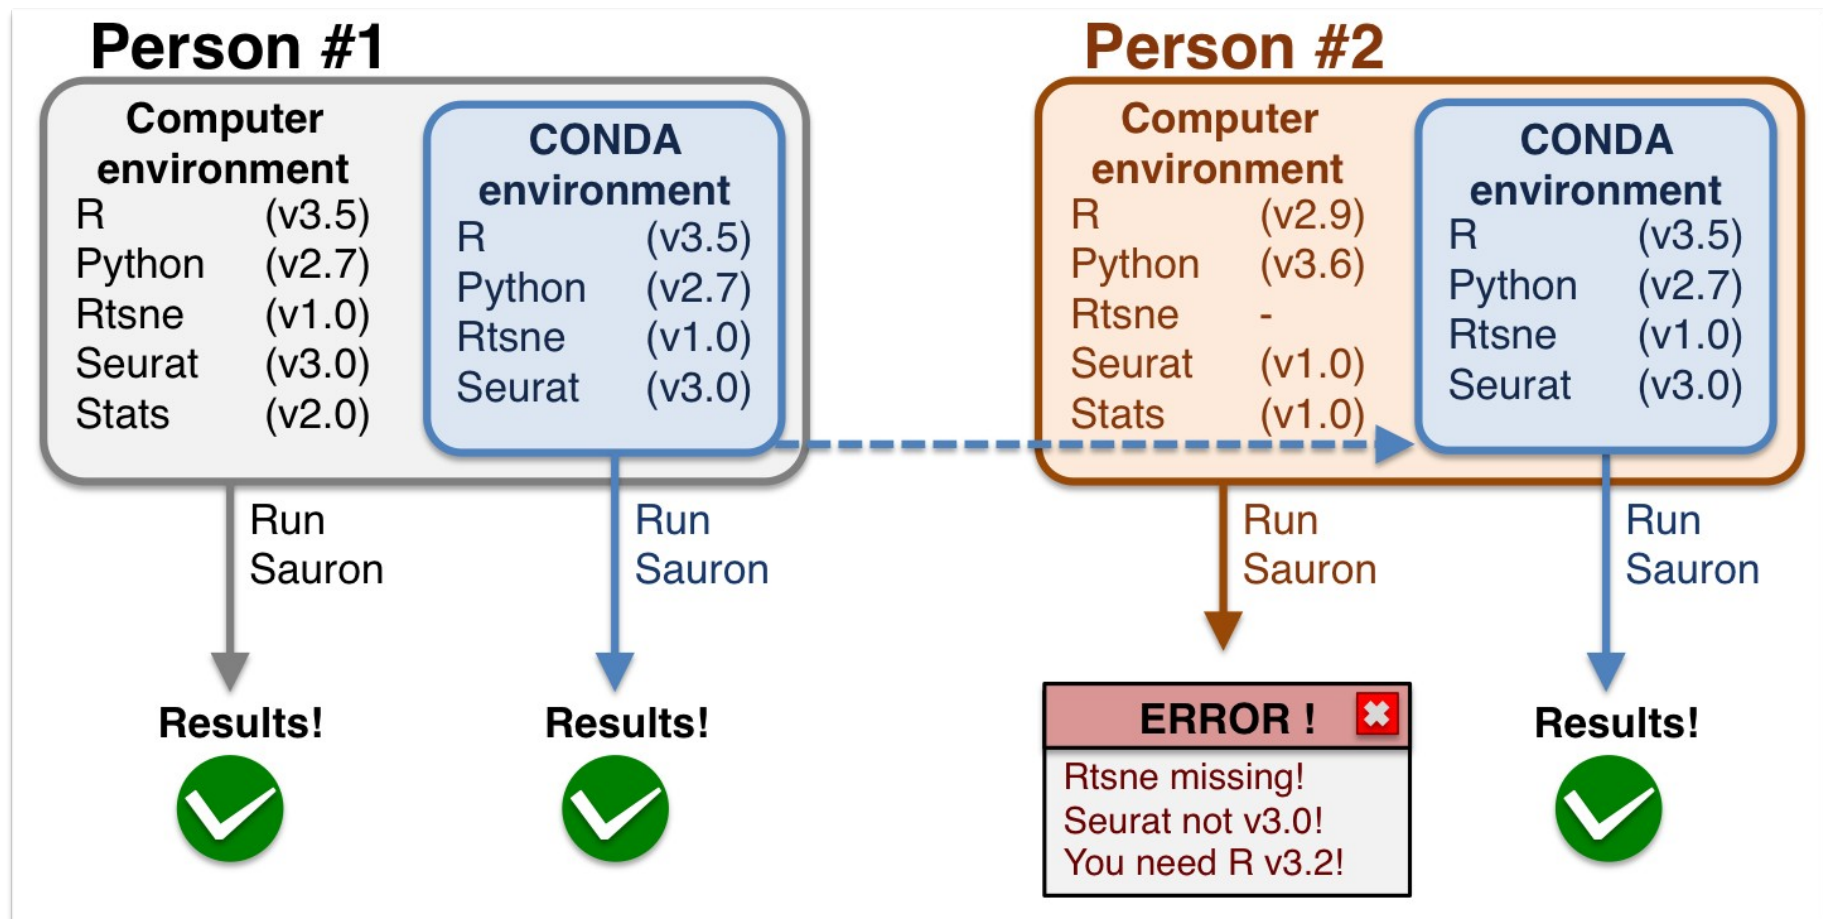 Person #1
Computer
environment
R (v3.5)
Python (v2.7)
Rtsne (v1.0)
Seurat (v3.0)
Stats (v2.0)
CONDA
environment
R (v3.5)
Python (v2.7)
Rtsne (v1.0)
Seurat (v3.0)
Run
Sauron
Run
Sauron
Results!
Results!
Person #2
Computer
environment
R (v2.9)
Python (v3.6)
Rtsne -
Seurat (v1.0)
Stats (v1.0)
CONDA
environment
R (v3.5)
Python (v2.7)
Rtsne (v1.0)
Seurat (v3.0)
Run
Sauron
Run
Sauron
ERROR !
Rtsne missing!
Seurat not v3.0!
You need R v3.2!
Results!